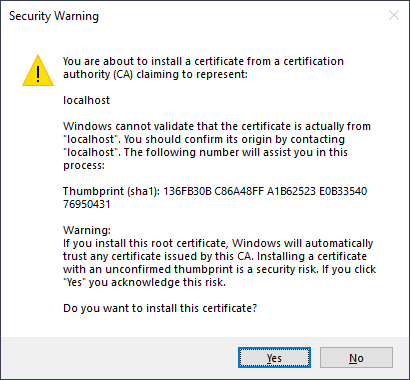 Security Warning
You are about to install a certificate from a certification
authority (CA) claiming to represent:
localhost
Windows cannot validate that the certificate is actually from
"localhost". You should confirm its origin by contacting
"localhost". The following number will assist you in this
process:
Thumbprint (sha1): 136FB30B C86A48FF A1B62523 E0B33540
76950431
Warning:
If you install this root certificate, Windows will automatically
trust any certificate issued by this CA. Installing a certificate
with an unconfirmed thumbprint is a security risk. If you click
"Yes" you acknowledge this risk.
Do you want to install this certificate?
Yes No